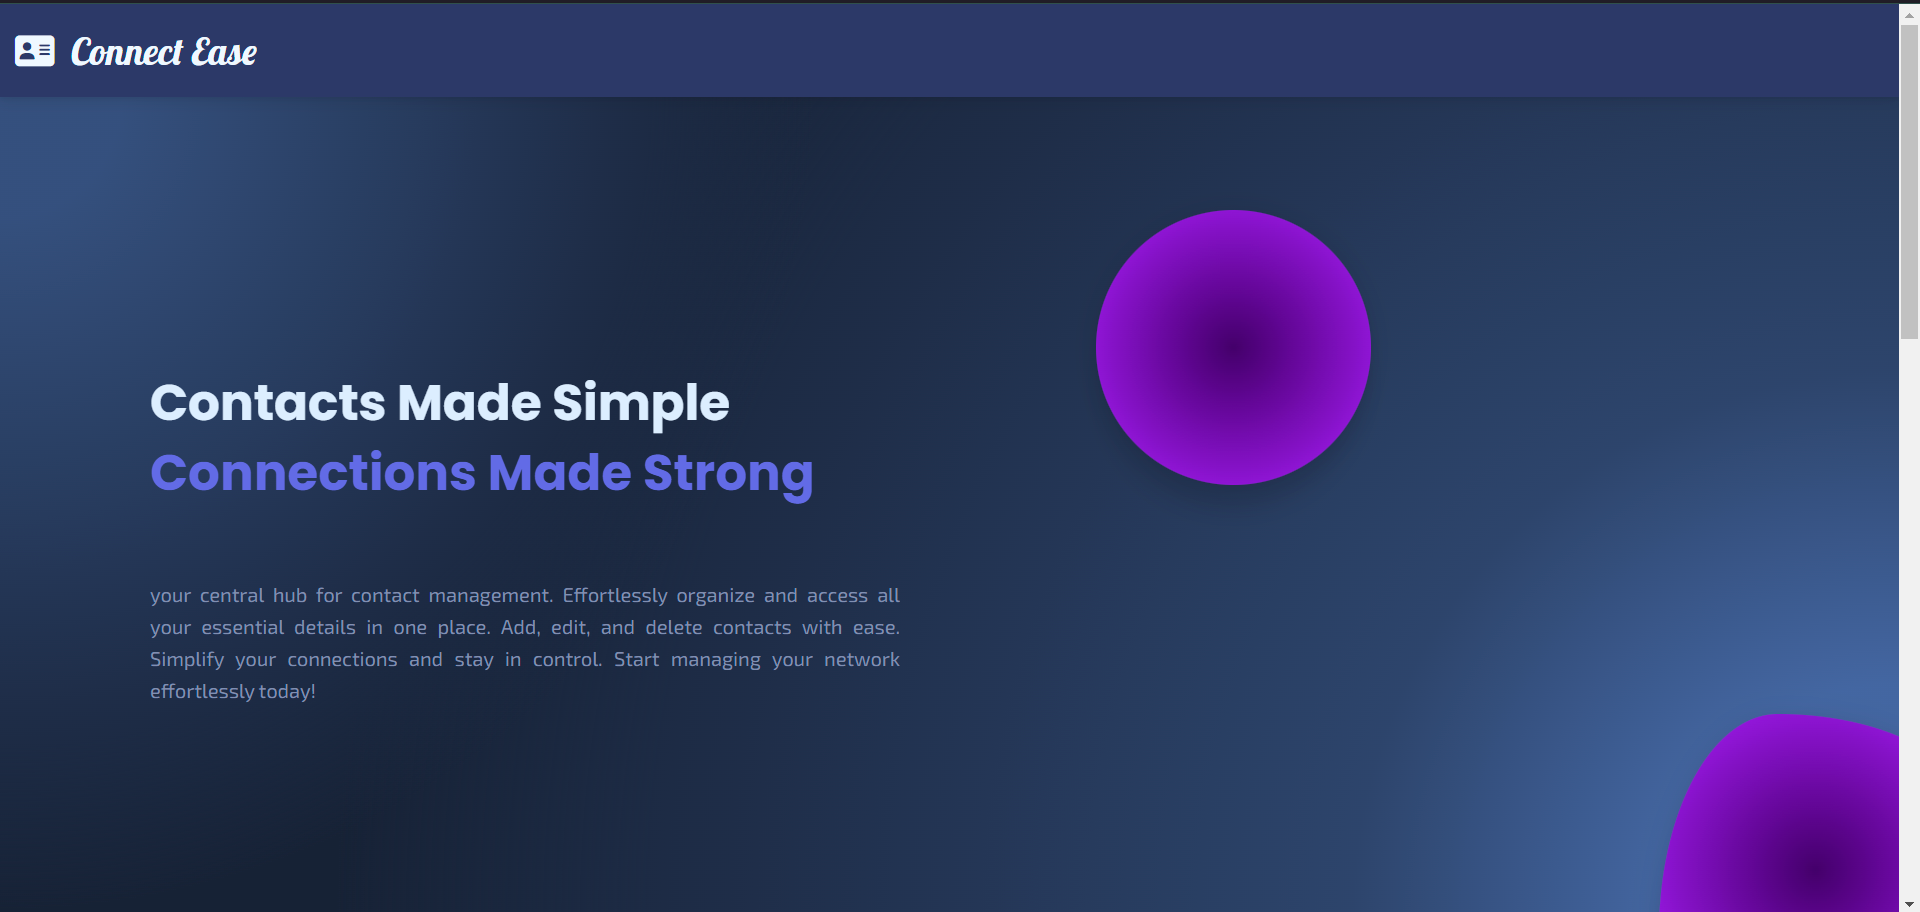 Connect Ease
Contacts Made Simple
Connections Made Strong
your central hub for contact management. Effortlessly organize and access all
your essential details in one place. Add, edit, and delete contacts with ease.
Simplify your connections and stay in control. Start managing your network
effortlessly today!